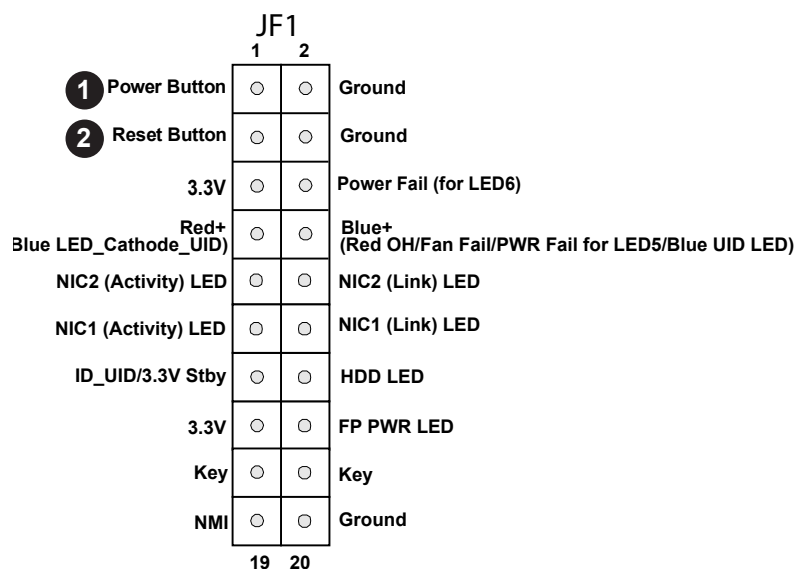 JF1
1 2
1 Power Button Ground
2 Reset Button Ground
3.3V Power Fail (for LED6)
Red+ Blue+
Blue LED_Cathode_UID) (Red OH/Fan Fail/PWR Fail for LED5/Blue UID LED)
NIC2 (Activity) LED NIC2 (Link) LED
NIC1 (Activity) LED NIC1 (Link) LED
ID_UID/3.3V Stby HDD LED
3.3V FP PWR LED
Key Key
NMI Ground
19 20